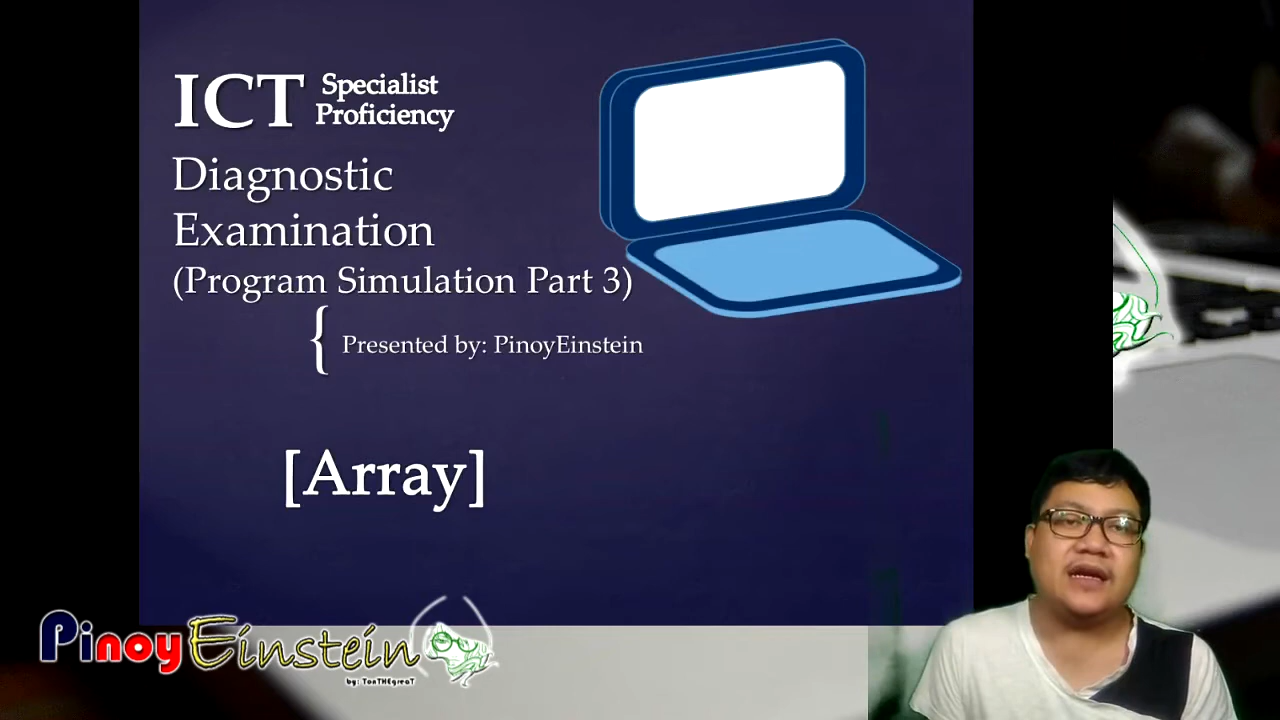 ICT Specialist
Proficiency
Diagnostic
Examination
(Program Simulation Part 3)
{ Presented by: PinoyEinstein
[Array]
PinoyEinstein
by: TonTHEgreaT